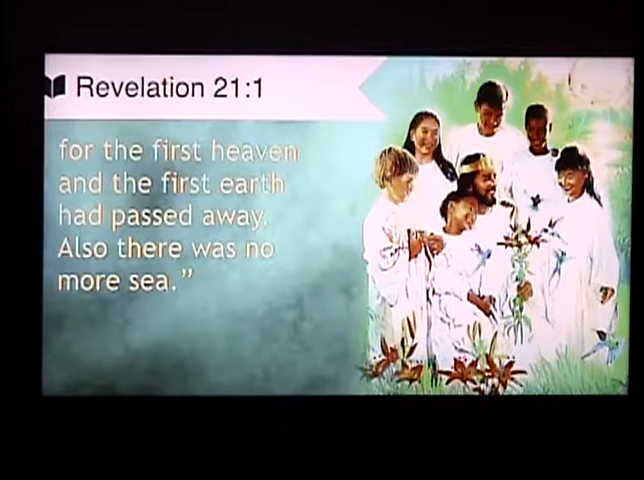 Revelation 21:1
for the first heaven
and the first earth
had passed away.
Also there was no
more sea.”